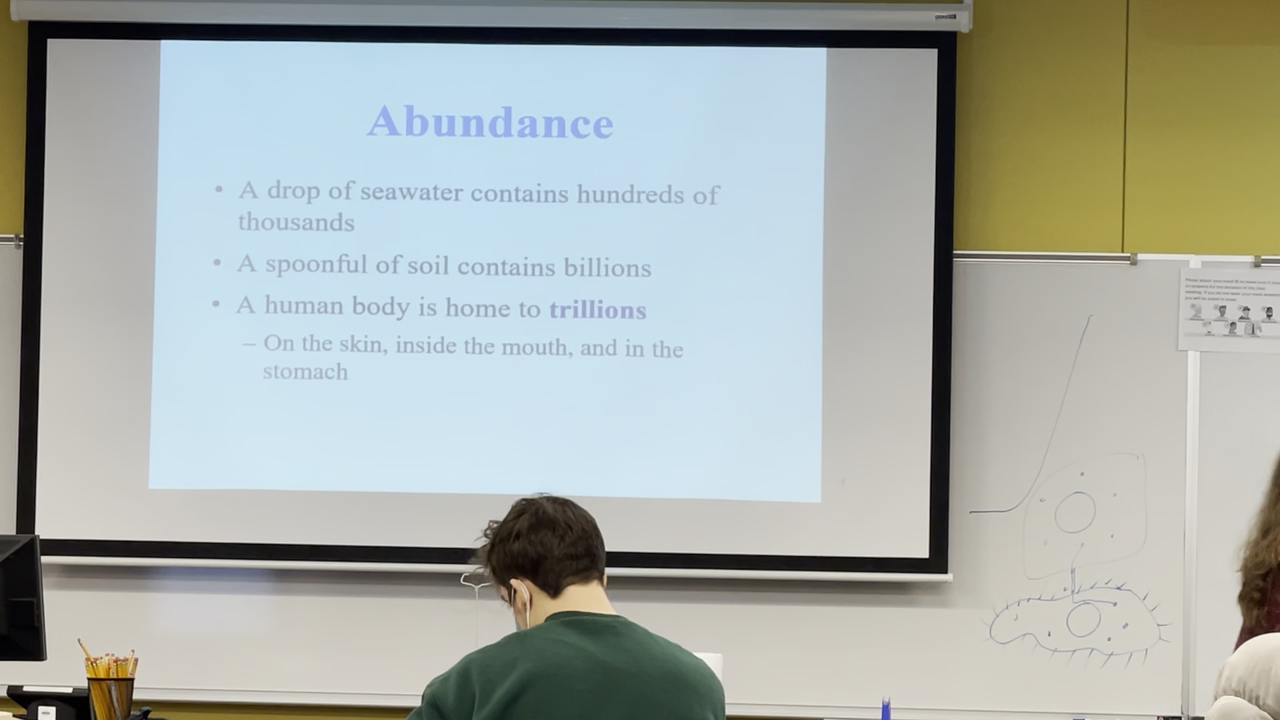 Abundance
• A drop of seawater contains hundreds of
thousands
• A spoonful of soil contains billions
• A human body is home to trillions
– On the skin, inside the mouth, and in the
stomach